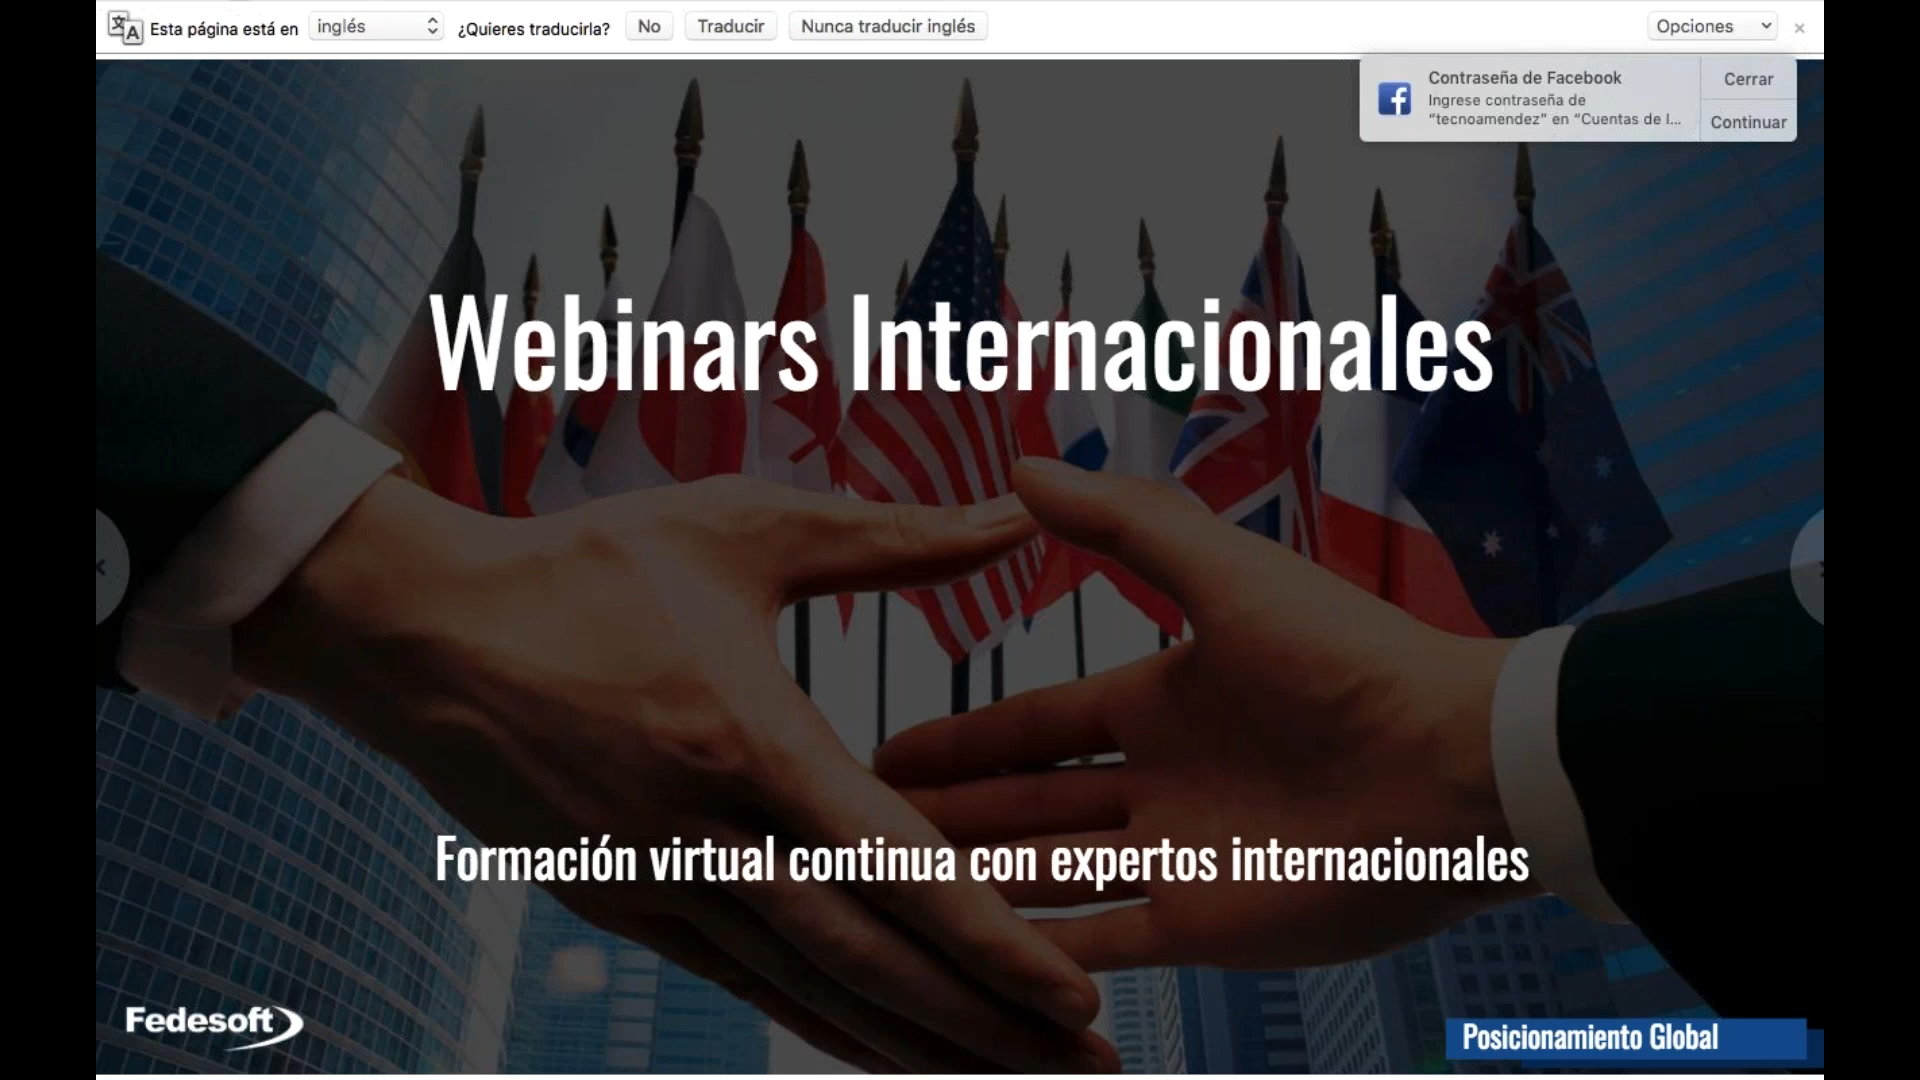 Esta página está en inglés ¿Quieres traducirla? No Traducir Nunca traducir inglés Opciones ×
Contraseña de Facebook
Ingrese contraseña de
“tecnoamendez” en “Cuentas de I...
Cerrar
Continuar
Webinars Internacionales
Formación virtual continua con expertos internacionales
Fedesoft
Posicionamiento Global